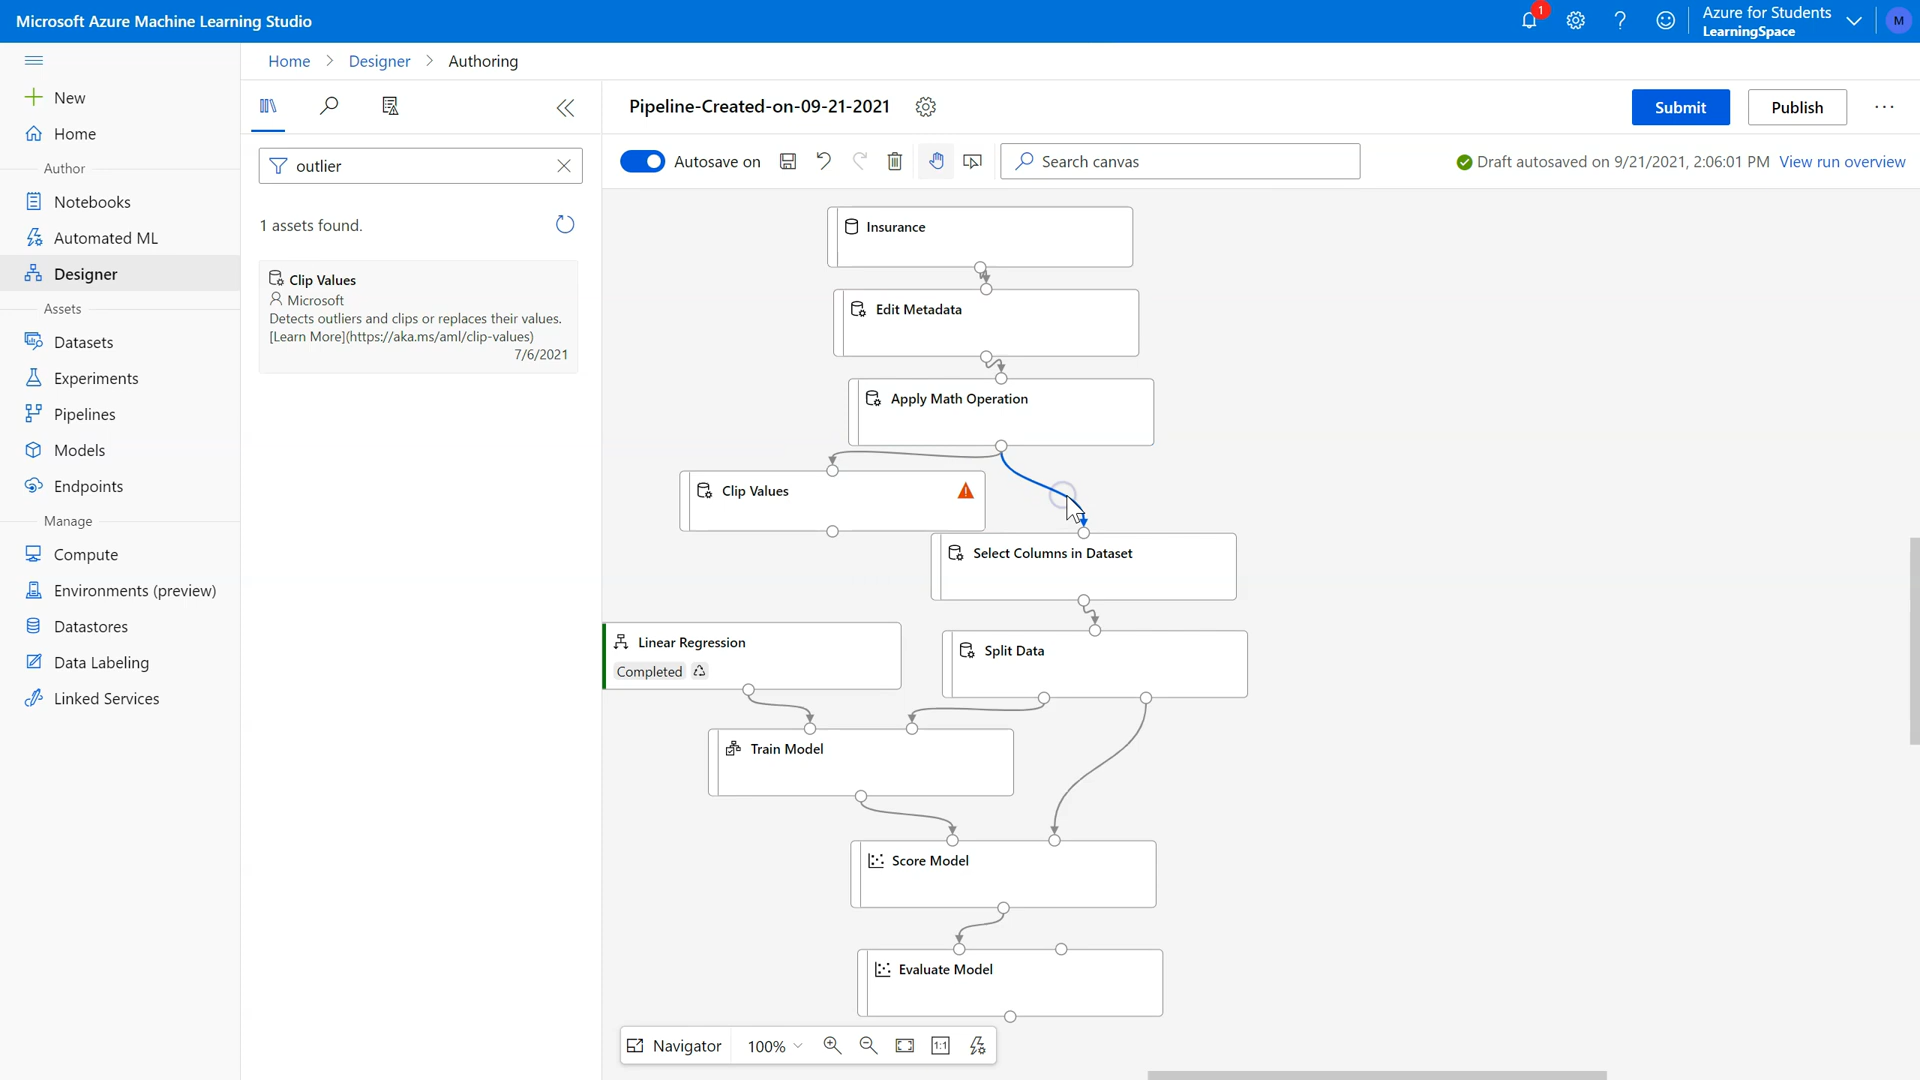 Microsoft Azure Machine Learning Studio
1
Azure for Students
LearningSpace
M
New
Home
Author
Notebooks
Automated ML
Designer
Assets
Datasets
Experiments
Pipelines
Models
Endpoints
Manage
Compute
Environments (preview)
Datastores
Data Labeling
Linked Services
Home > Designer > Authoring
outlier
1 assets found.
Clip Values
Microsoft
Detects outliers and clips or replaces their values.
[Learn More](https://aka.ms/aml/clip-values)
7/6/2021
Pipeline-Created-on-09-21-2021
Submit
Publish
Autosave on
Search canvas
Draft autosaved on 9/21/2021, 2:06:01 PM View run overview
Insurance
Edit Metadata
Apply Math Operation
Clip Values
Select Columns in Dataset
Linear Regression
Completed
Split Data
Train Model
Score Model
Evaluate Model
Navigator
100%
1:1